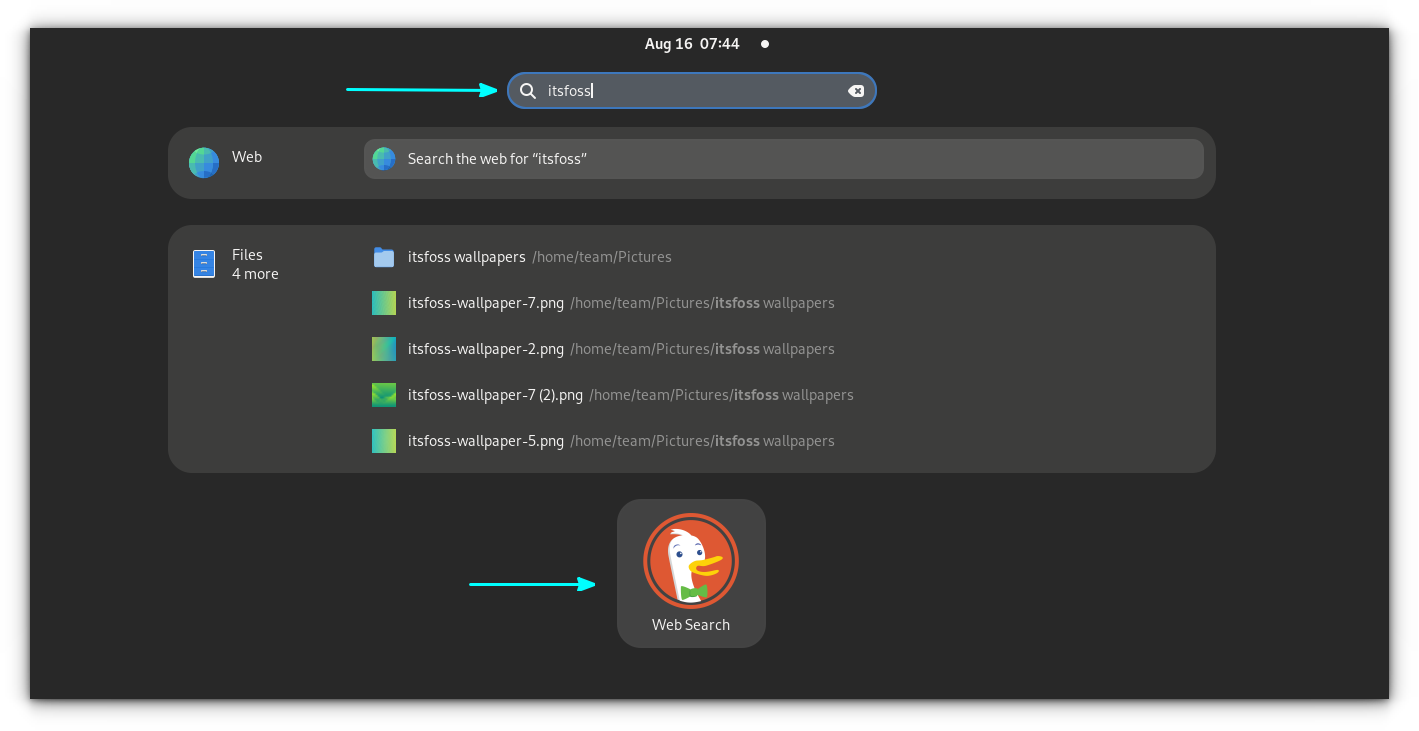 Aug 16 07:44
itsfoss
Web
Search the web for “itsfoss”
Files
4 more
itsfoss wallpapers /home/team/Pictures
itsfoss-wallpaper-7.png /home/team/Pictures/itsfoss wallpapers
itsfoss-wallpaper-2.png /home/team/Pictures/itsfoss wallpapers
itsfoss-wallpaper-7 (2).png /home/team/Pictures/itsfoss wallpapers
itsfoss-wallpaper-5.png /home/team/Pictures/itsfoss wallpapers
Web Search